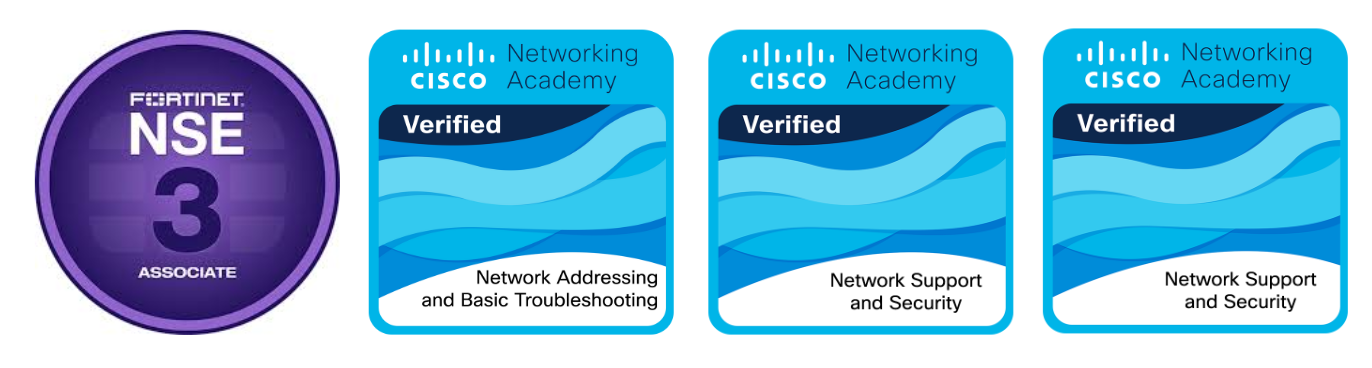 FORTINET
NSE
3
ASSOCIATE
CISCO Networking
Academy
Verified
Network Addressing
and Basic Troubleshooting
CISCO Networking
Academy
Verified
Network Support
and Security
CISCO Networking
Academy
Verified
Network Support
and Security